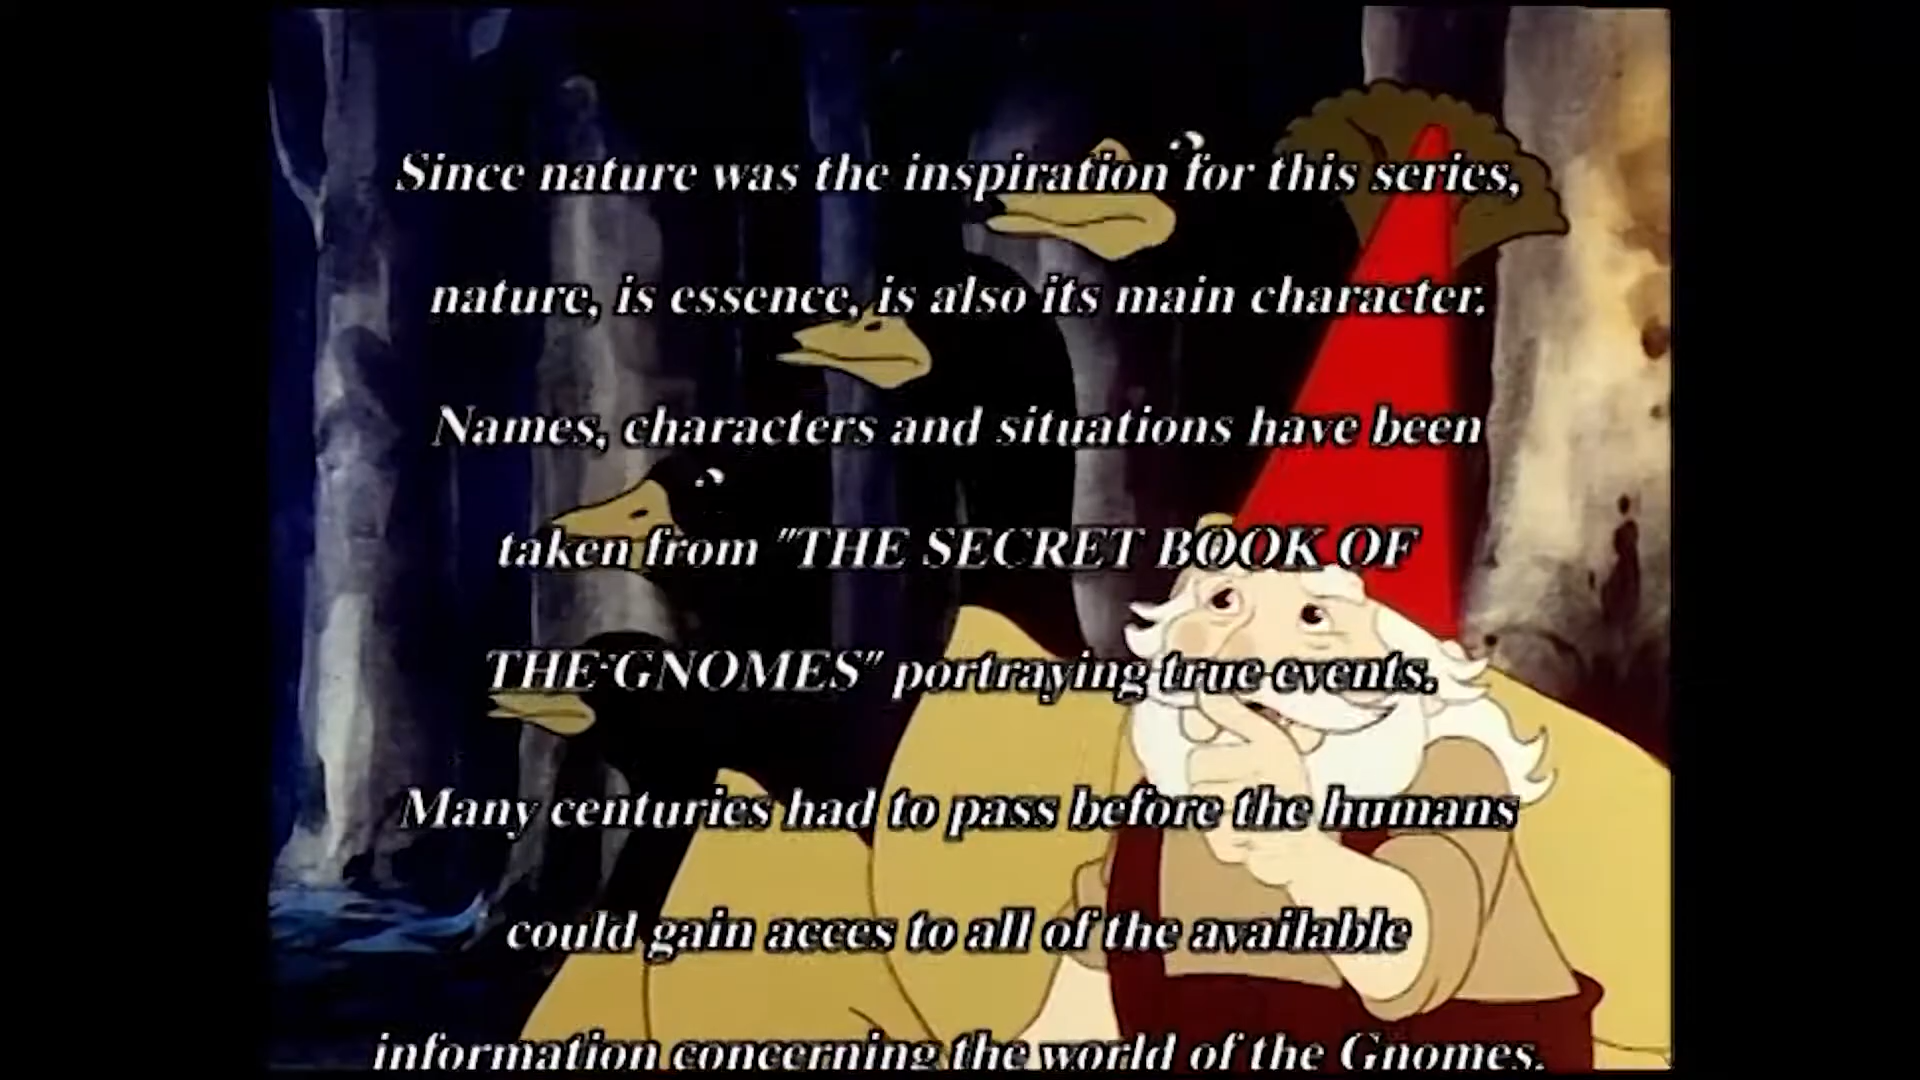 Since nature was the inspiration for this series,
nature, is essence, is also its main character.
Names, characters and situations have been
taken from "THE SECRET BOOK OF
THE GNOMES" portraying true events.
Many centuries had to pass before the humans
could gain acces to all of the available
information concerning the world of the Gnomes.